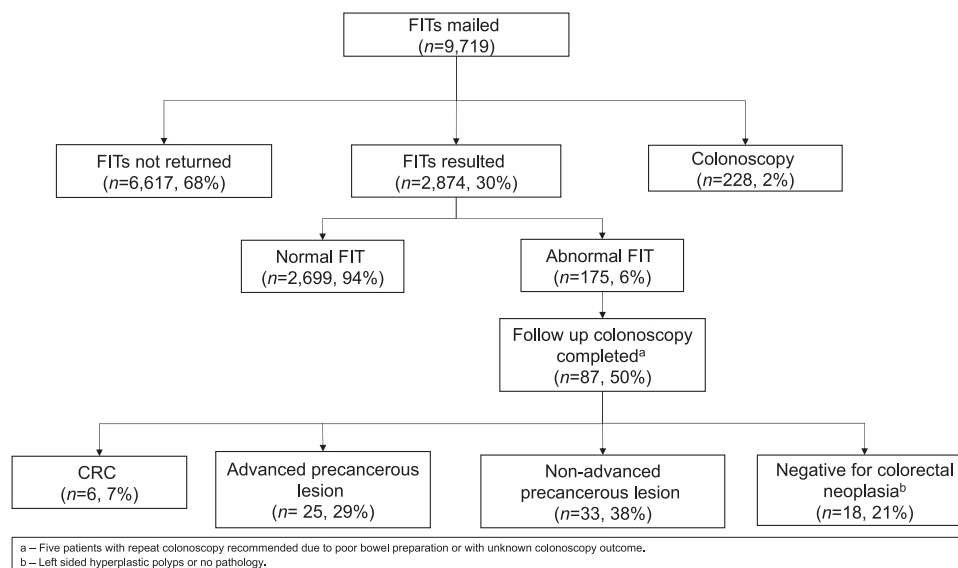 FITs mailed
(n=9,719)
FITs not returned
(n=6,617, 68%)
FITs resulted
(n=2,874, 30%)
Colonoscopy
(n=228, 2%)
Normal FIT
(n=2,699, 94%)
Abnormal FIT
(n=175, 6%)
Follow up colonoscopy
completedᵃ
(n=87, 50%)
CRC
(n=6, 7%)
Advanced precancerous
lesion
(n= 25, 29%)
Non-advanced
precancerous lesion
(n=33, 38%)
Negative for colorectal
neoplasiaᵇ
(n=18, 21%)
a – Five patients with repeat colonoscopy recommended due to poor bowel preparation or with unknown colonoscopy outcome.
b – Left sided hyperplastic polyps or no pathology.